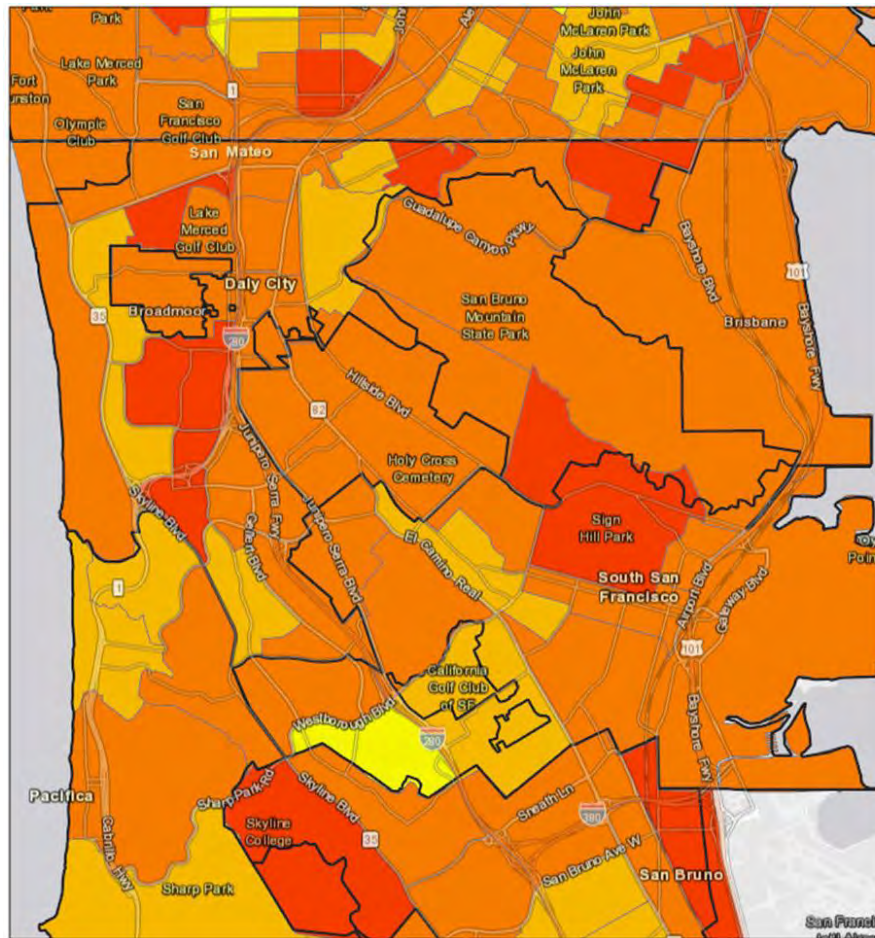 Park
John
McLaren Park
John
McLaren
Park
Lake Merced
Park
Fort
unston
1
San
Francisco
Golf Club
Olympic
Club
San Mateo
Lake
Merced
Golf Club
Guadalupe Canyon Pkwy
Bayshore Blvd
101
Bayshore Fwy
Daly City
35
Broadmoor
San Bruno
Mountain
State Park
Brisbane
280
Hillside Blvd
82
Junipero Serra Fwy
Holy Cross
Cemetery
Skyline Blvd
Junipero Serra Blvd
Gellert Blvd
El Camino Real
Sign
Hill Park
South San
Francisco
Airport Blvd
Gateway Blvd
Poin
1
101
Bayshore Fwy
California
Golf Club
of SF
Westborough Blvd
280
Pacifica
Cabrillo Hwy
Sharp Park Rd
Skyline Blvd
Sneath Ln
380
Skyline
College
35
San Bruno Ave W
San Bruno
Sharp Park
San Franci